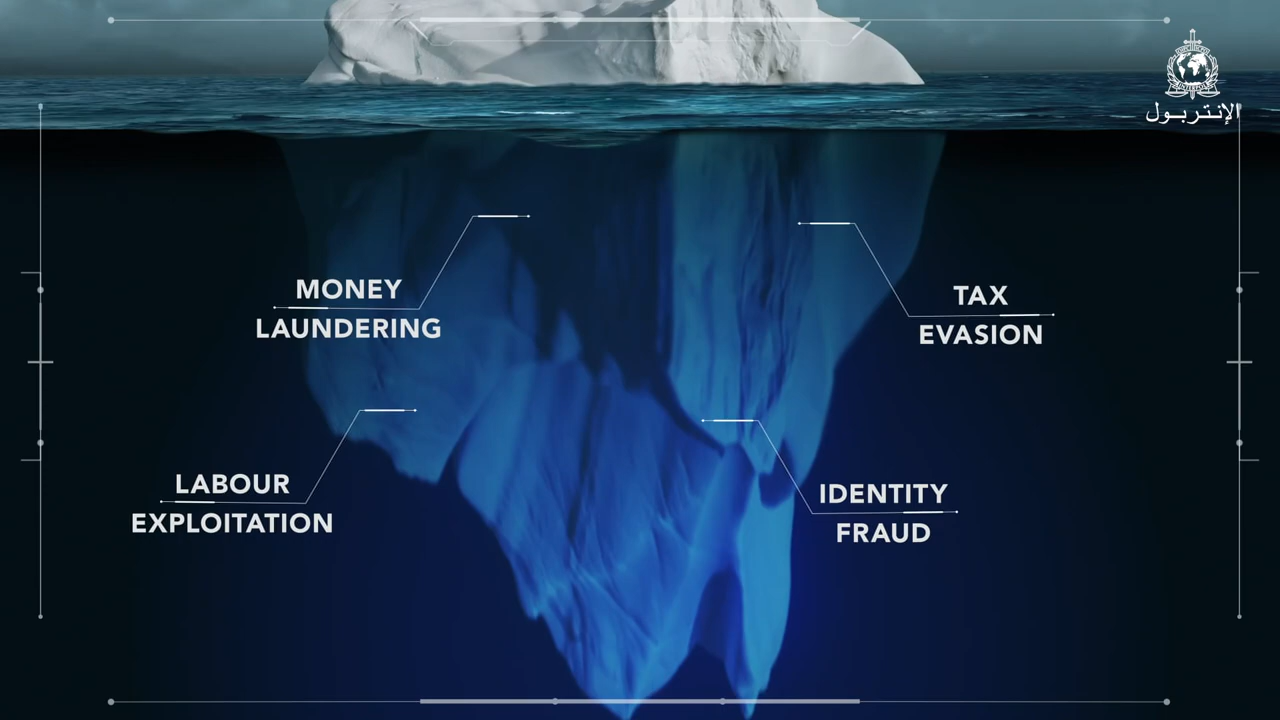 الإنتربول
MONEY
LAUNDERING
TAX
EVASION
LABOUR
EXPLOITATION
IDENTITY
FRAUD